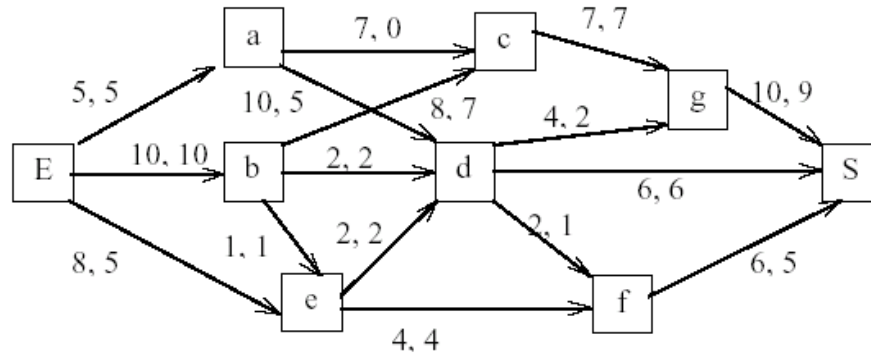 7, 7
a
7, 0
c
5, 5
10, 5
8, 7
g
10, 9
4, 2
E
10, 10
b
2, 2
d
6, 6
S
8, 5
1, 1
2, 2
2, 1
6, 5
e
f
4, 4